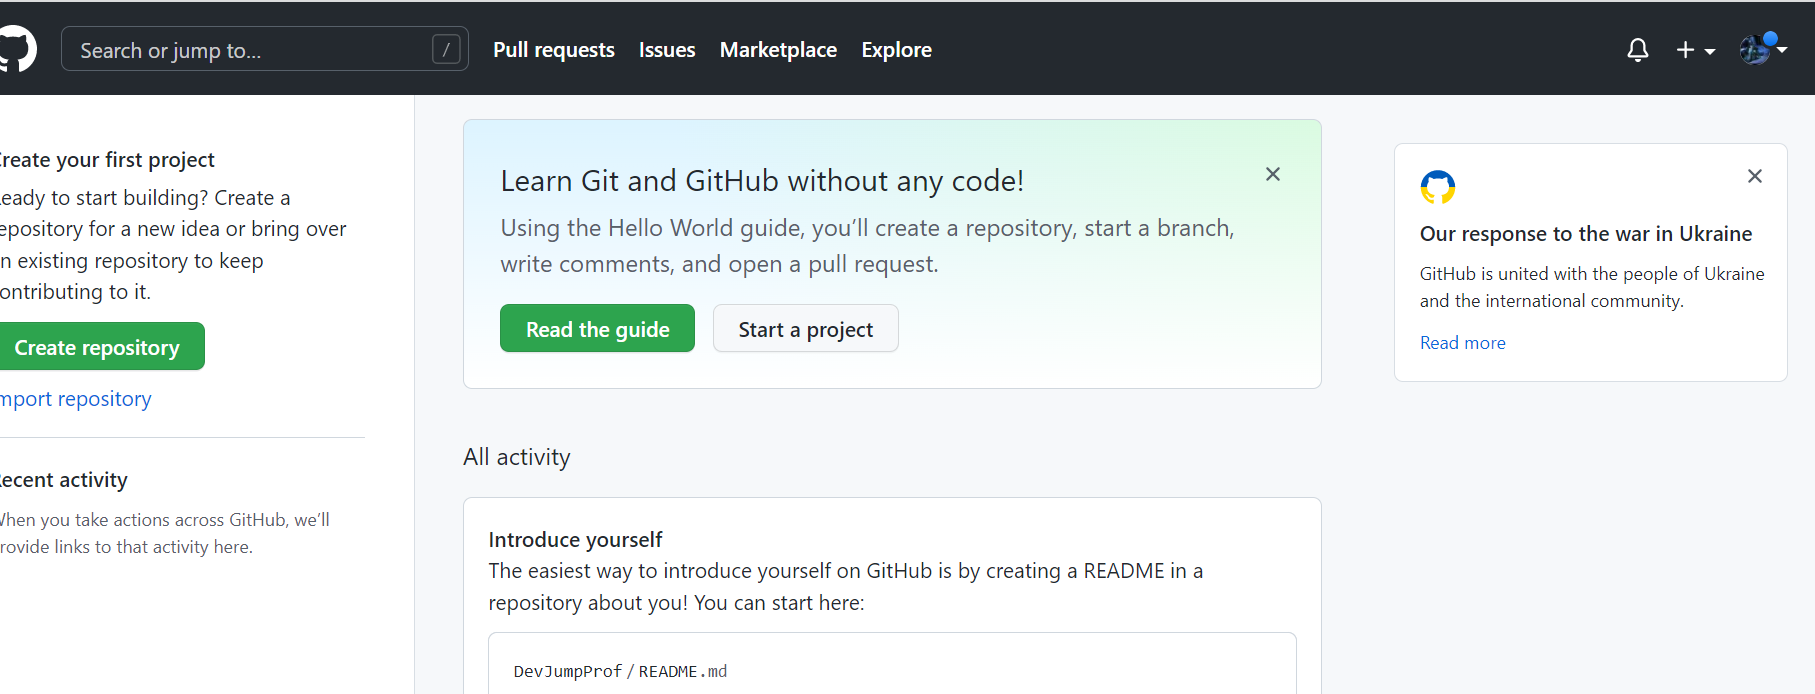 Search or jump to... /
Pull requests
Issues
Marketplace
Explore
reate your first project
eady to start building? Create a
epository for a new idea or bring over
n existing repository to keep
ontributing to it.
Create repository
mport repository
ecent activity
hen you take actions across GitHub, we’ll
rovide links to that activity here.
Learn Git and GitHub without any code!
Using the Hello World guide, you’ll create a repository, start a branch,
write comments, and open a pull request.
Read the guide
Start a project
All activity
Introduce yourself
The easiest way to introduce yourself on GitHub is by creating a README in a
repository about you! You can start here:
DevJumpProf / README.md
Our response to the war in Ukraine
GitHub is united with the people of Ukraine
and the international community.
Read more